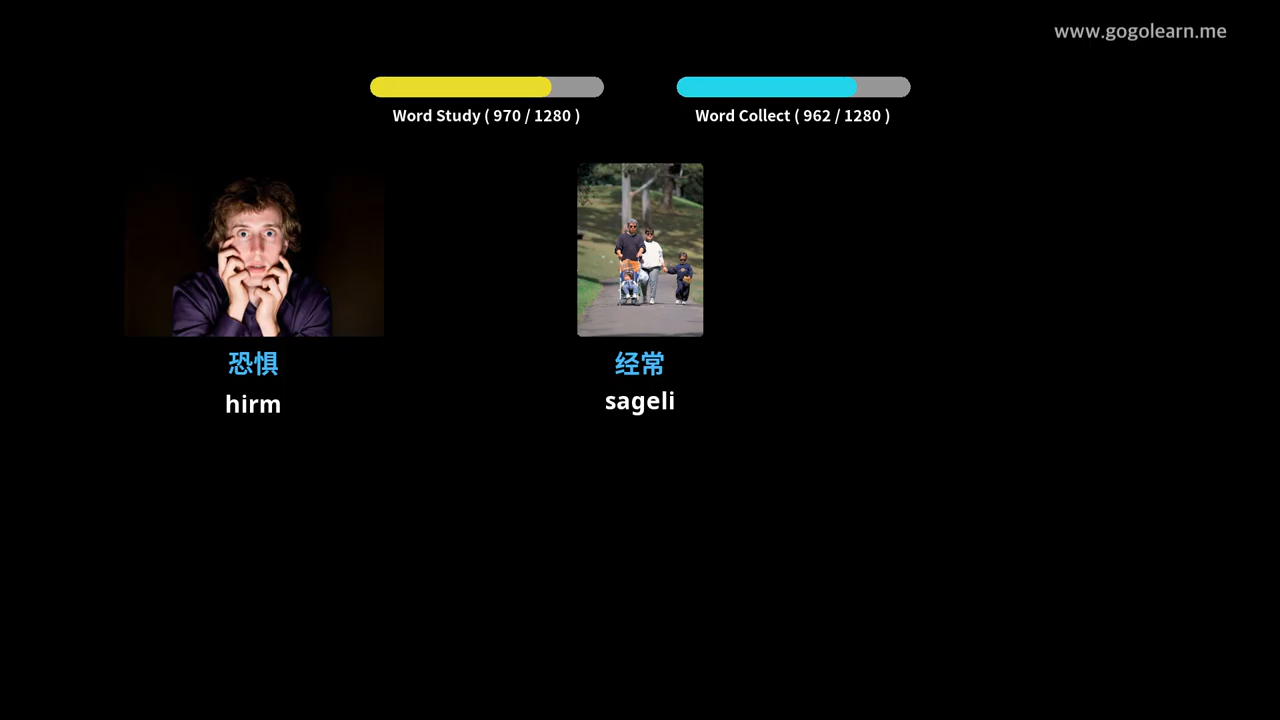 www.gogolearn.me
Word Study ( 970 / 1280 )
Word Collect ( 962 / 1280 )
恐惧
hirm
经常
sageli